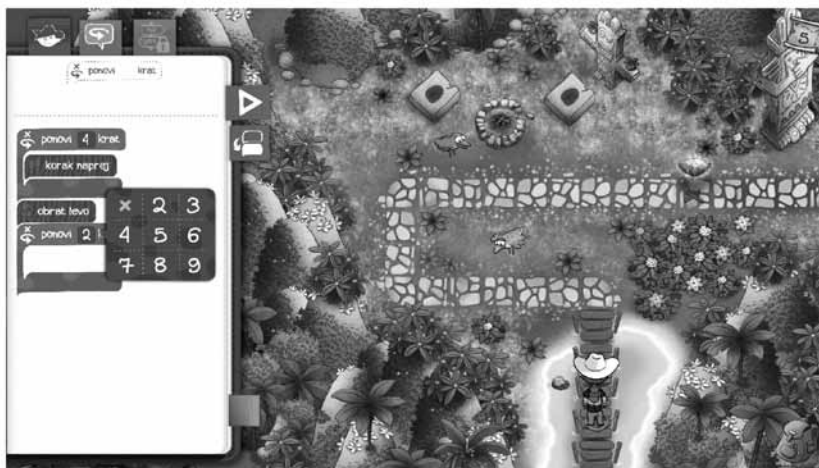 ponovi krat
ponovi 4 krat
korak naprej
obrat levo
ponovi 2 k
× 2 3
4 5 6
7 8 9
5